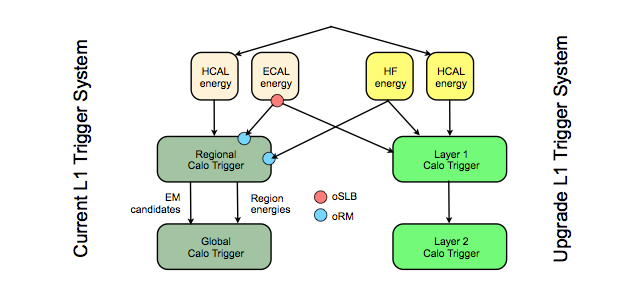 Current L1 Trigger System
HCAL
energy
ECAL
energy
HF
energy
HCAL
energy
Regional
Calo Trigger
Layer 1
Calo Trigger
EM
candidates
Region
energies
oSLB
oRM
Global
Calo Trigger
Layer 2
Calo Trigger
Upgrade L1 Trigger System